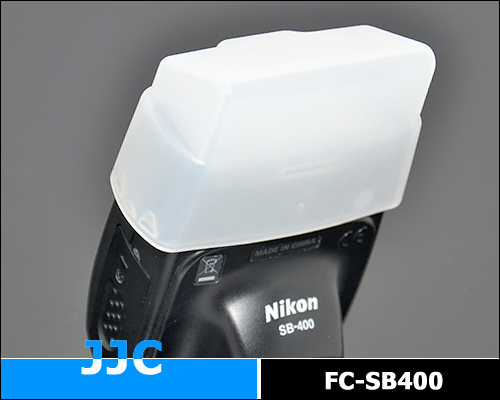 MADE IN CHINA
CE
Nikon
SB-400
JJC
FC-SB400